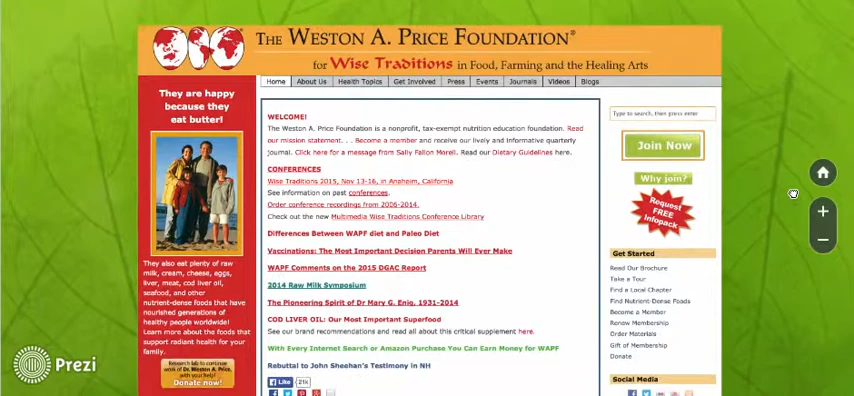 THE WESTON A. PRICE FOUNDATION®
for Wise Traditions in Food, Farming and the Healing Arts
Home About Us Health Topics Get Involved Press Events Journals Videos Blogs
They are happy
because they
eat butter!
They also eat plenty of raw
milk, cream, cheese, eggs,
liver, meat, cod liver oil,
seafood, and other
nutrient-dense foods that have
nourished generations of
healthy people worldwide!
Learn more about the foods that
support radiant health for your
family.
Research lab to continue
work of Dr. Weston A. Price,
with your help!
Donate now!
WELCOME!
The Weston A. Price Foundation is a nonprofit, tax-exempt nutrition education foundation. Read
our mission statement. . . Become a member and receive our lively and informative quarterly
journal. Click here for a message from Sally Fallon Morell. Read our Dietary Guidelines here.
CONFERENCES
Wise Traditions 2015, Nov 13-16, in Anaheim, California
See information on past conferences.
Order conference recordings from 2006-2014.
Check out the new Multimedia Wise Traditions Conference Library
Differences Between WAPF diet and Paleo Diet
Vaccinations: The Most Important Decision Parents Will Ever Make
WAPF Comments on the 2015 DGAC Report
2014 Raw Milk Symposium
The Pioneering Spirit of Dr Mary G. Enig, 1931-2014
COD LIVER OIL: Our Most Important Superfood
See our brand recommendations and read all about this critical supplement here.
With Every Internet Search or Amazon Purchase You Can Earn Money for WAPF
Rebuttal to John Sheehan's Testimony in NH
Like 21k
Type to search, then press enter
Join Now
Why join?
Request
FREE
Infopack
Get Started
Read Our Brochure
Take a Tour
Find a Local Chapter
Find Nutrient-Dense Foods
Become a Member
Renew Membership
Order Materials
Gift of Membership
Donate
Social Media
Prezi